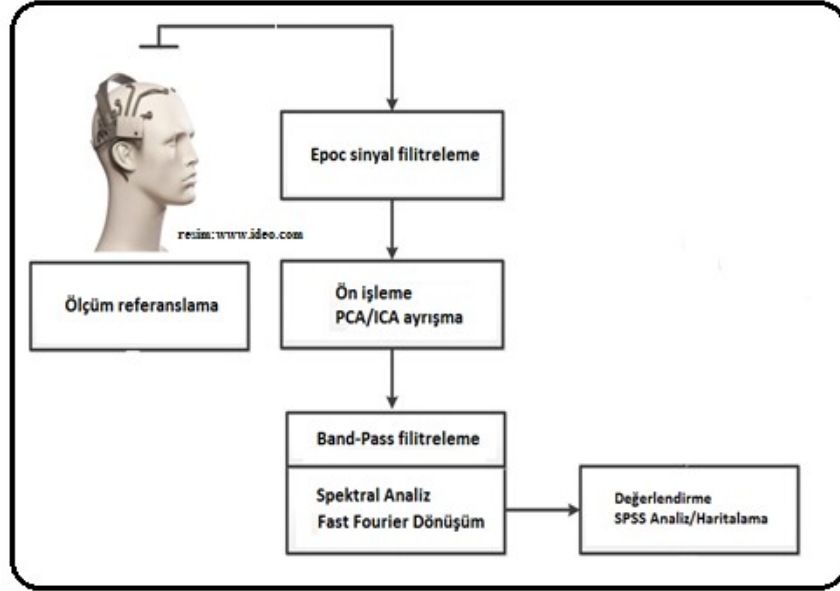 Epoc sinyal filitreleme
resim:www.ideo.com
Ölçüm referanslama
Ön işleme
PCA/ICA ayrışma
Band-Pass filitreleme
Spektral Analiz
Fast Fourier Dönüşüm
Değerlendirme
SPSS Analiz/Haritalama